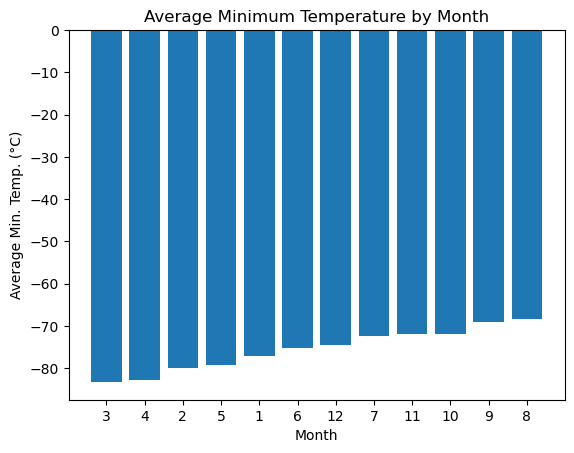 Average Minimum Temperature by Month
Average Min. Temp. (°C)
0
−10
−20
−30
−40
−50
−60
−70
−80
3 4 2 5 1 6 12 7 11 10 9 8
Month